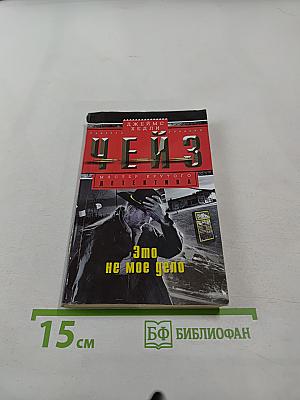 ДЖЕЙМС
ХЕДЛИ
ЧЕЙЗ
МАСТЕР КРУТОГО
ДЕТЕКТИВА
Это
не мое дело
15 см
БФ БИБЛИОФАН